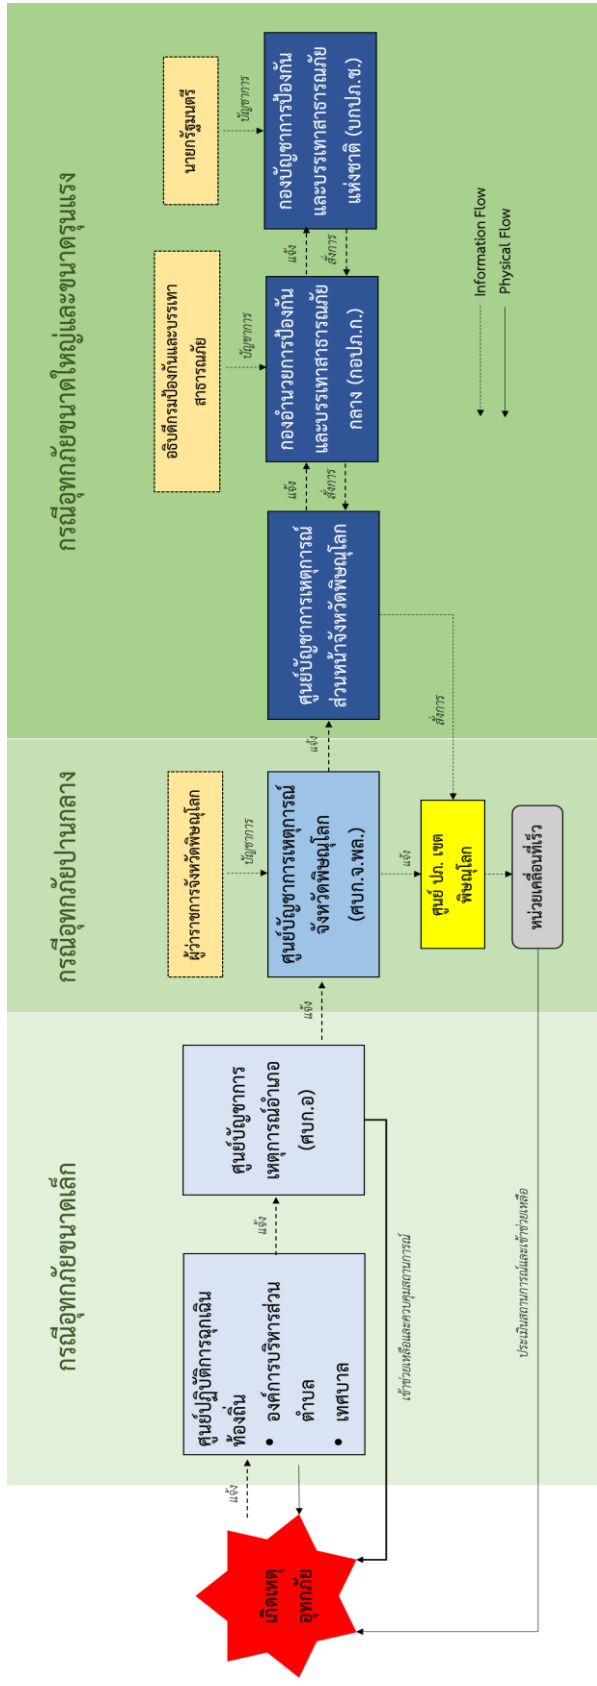 กรณีอุทกภัยขนาดเล็ก
กรณีอุทกภัยปานกลาง
กรณีอุทกภัยขนาดใหญ่และขนาดรุนแรง
เกิดเหตุ
อุทกภัย
แจ้ง
ศูนย์ปฏิบัติการฉุกเฉิน
ท้องถิ่น
• องค์การบริหารส่วน
ตำบล
• เทศบาล
แจ้ง
ศูนย์บัญชาการ
เหตุการณ์อำเภอ
(ศบก.อ)
เข้าช่วยเหลือและควบคุมสถานการณ์
แจ้ง
ผู้ว่าราชการจังหวัดพิษณุโลก
บัญชาการ
ศูนย์บัญชาการเหตุการณ์
จังหวัดพิษณุโลก
(ศบก.จ.พล.)
แจ้ง
ศูนย์ ปภ. เขต
พิษณุโลก
หน่วยเคลื่อนที่เร็ว
ประเมินสถานการณ์และเข้าช่วยเหลือ
แจ้ง
ศูนย์บัญชาการเหตุการณ์
ส่วนหน้าจังหวัดพิษณุโลก
สั่งการ
แจ้ง
สั่งการ
อธิบดีกรมป้องกันและบรรเทา
สาธารณภัย
บัญชาการ
กองอำนวยการป้องกัน
และบรรเทาสาธารณภัย
กลาง (กอปภ.ก.)
แจ้ง
สั่งการ
นายกรัฐมนตรี
บัญชาการ
กองบัญชาการป้องกัน
และบรรเทาสาธารณภัย
แห่งชาติ (บกปภ.ช.)
Information Flow
Physical Flow